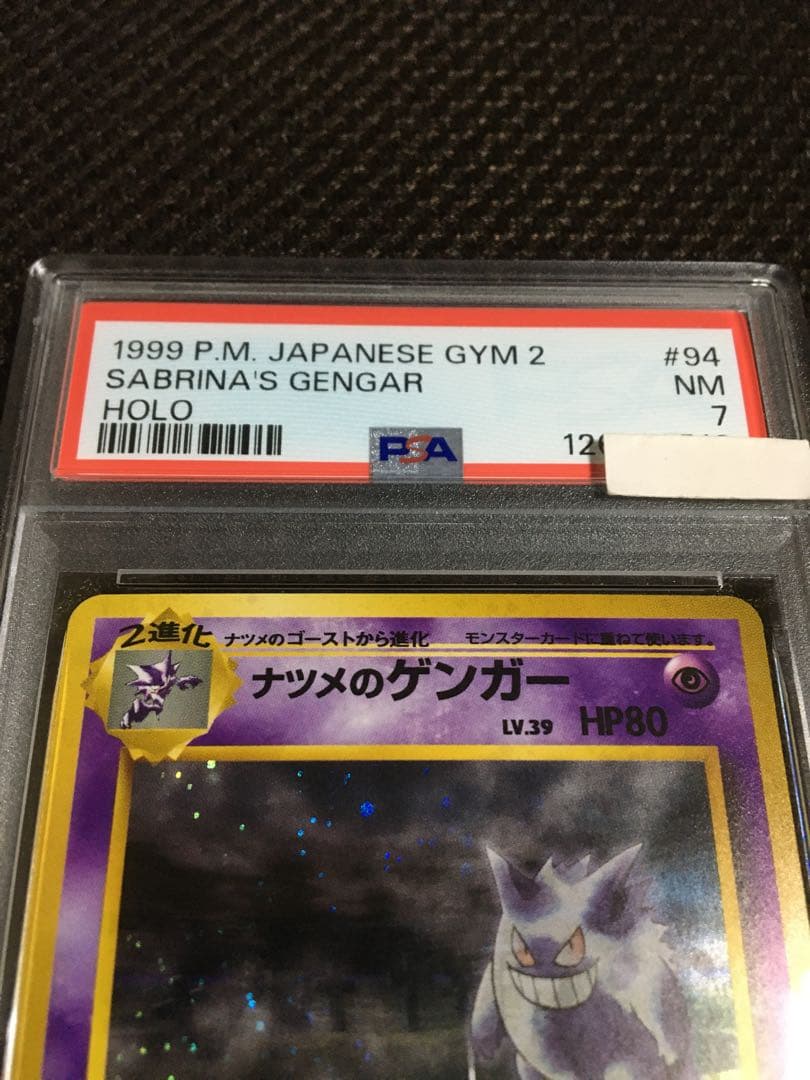 1999 P.M. JAPANESE GYM 2 #94
SABRINA'S GENGAR NM
HOLO 7
PSA
2進化 ナツメのゴーストから進化 モンスターカードに重ねて使います。
ナツメのゲンガー
LV.39 HP80